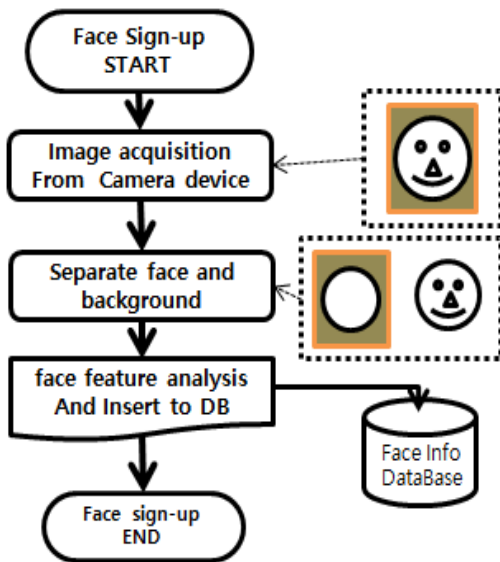 Face Sign-up
START
Image acquisition
From Camera device
Separate face and
background
face feature analysis
And Insert to DB
Face Info
DataBase
Face sign-up
END